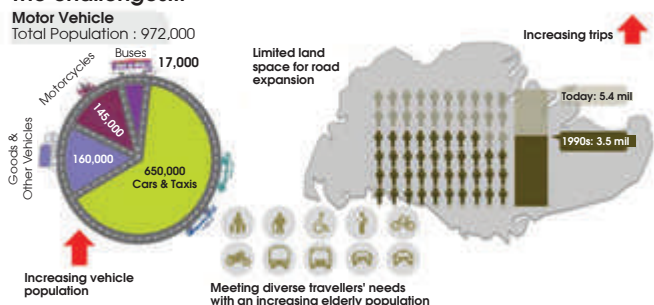 Motor Vehicle
Total Population : 972,000
Buses
17,000
Motorcycles
145,000
Goods &
Other Vehicles
160,000
650,000
Cars & Taxis
Increasing vehicle
population
Limited land
space for road
expansion
Increasing trips
Today: 5.4 mil
1990s: 3.5 mil
Meeting diverse travellers' needs
with an increasing elderly population